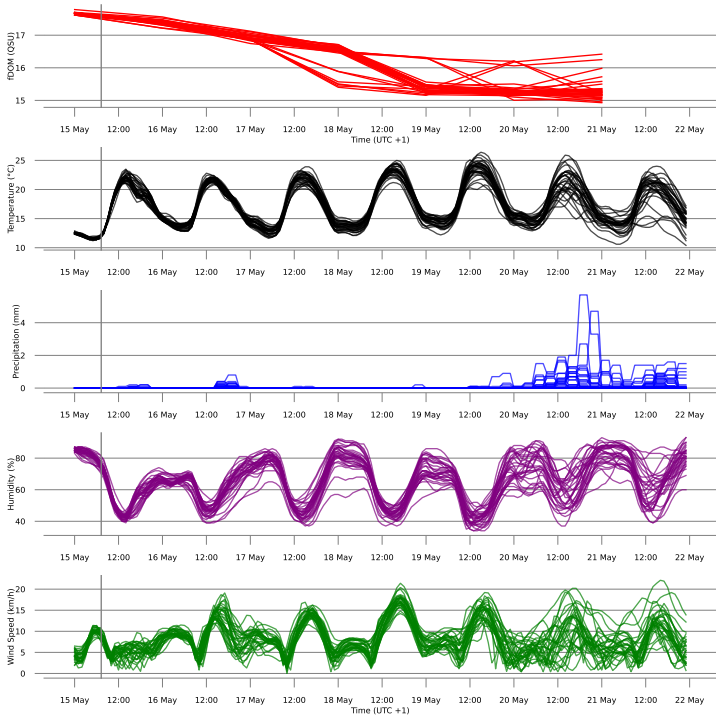 17
16
15
fDOM (QSU)
15 May 12:00 16 May 12:00 17 May 12:00 18 May 12:00 19 May 12:00 20 May 12:00 21 May 12:00 22 May
Time (UTC +1)
25
20
15
10
Temperature (°C)
15 May 12:00 16 May 12:00 17 May 12:00 18 May 12:00 19 May 12:00 20 May 12:00 21 May 12:00 22 May
4
2
0
Precipitation (mm)
15 May 12:00 16 May 12:00 17 May 12:00 18 May 12:00 19 May 12:00 20 May 12:00 21 May 12:00 22 May
80
60
40
Humidity (%)
15 May 12:00 16 May 12:00 17 May 12:00 18 May 12:00 19 May 12:00 20 May 12:00 21 May 12:00 22 May
20
15
10
5
0
Wind Speed (km/h)
15 May 12:00 16 May 12:00 17 May 12:00 18 May 12:00 19 May 12:00 20 May 12:00 21 May 12:00 22 May
Time (UTC +1)